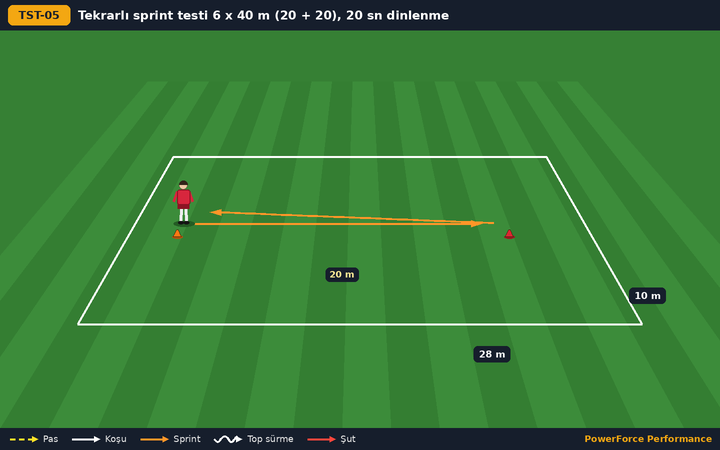 TST-05 Tekrarlı sprint testi 6 x 40 m (20 + 20), 20 sn dinlenme
20 m
10 m
28 m
Pas Koşu Sprint Top sürme Şut PowerForce Performance